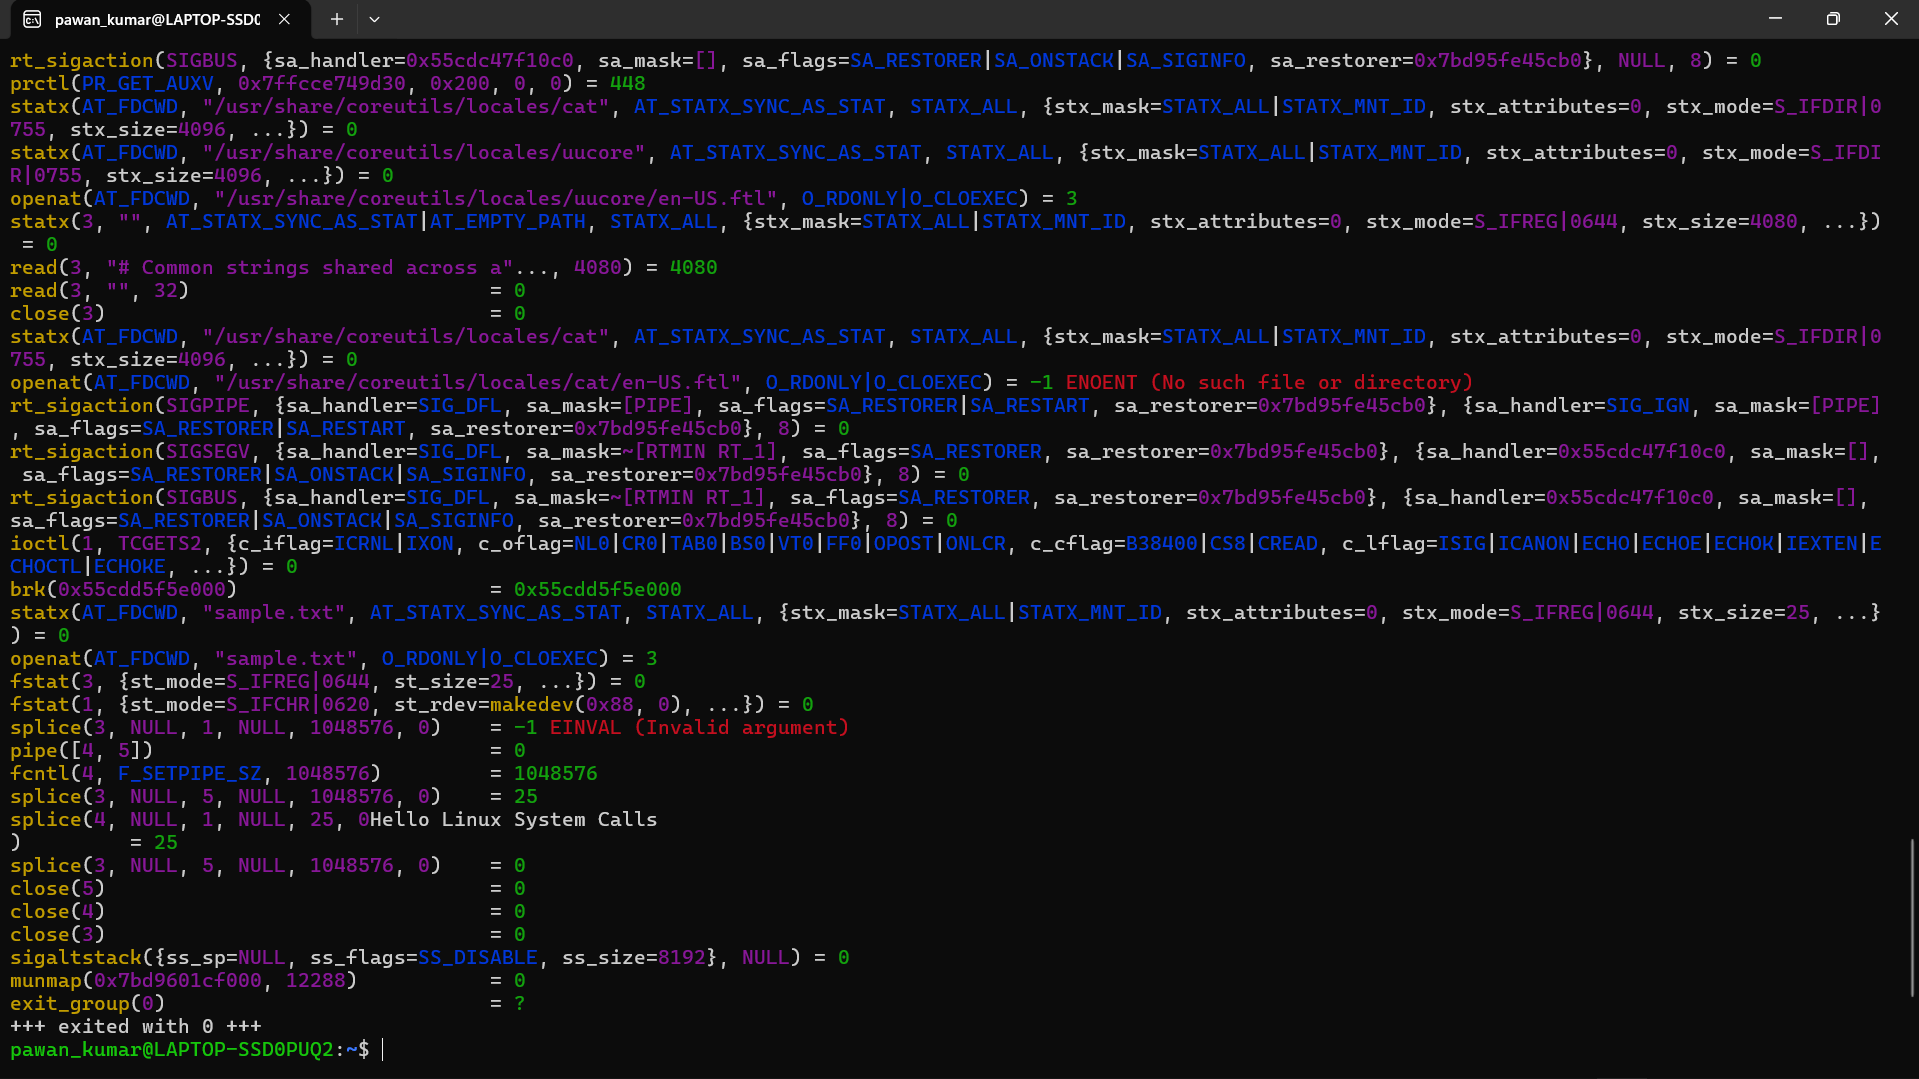 pawan_kumar@LAPTOP-SSD0
rt_sigaction(SIGBUS, {sa_handler=0x55cdc47f10c0, sa_mask=[], sa_flags=SA_RESTORER|SA_ONSTACK|SA_SIGINFO, sa_restorer=0x7bd95fe45cb0}, NULL, 8) = 0
prctl(PR_GET_AUXV, 0x7ffcce749d30, 0x200, 0, 0) = 448
statx(AT_FDCWD, "/usr/share/coreutils/locales/cat", AT_STATX_SYNC_AS_STAT, STATX_ALL, {stx_mask=STATX_ALL|STATX_MNT_ID, stx_attributes=0, stx_mode=S_IFDIR|0
755, stx_size=4096, ...}) = 0
statx(AT_FDCWD, "/usr/share/coreutils/locales/uucore", AT_STATX_SYNC_AS_STAT, STATX_ALL, {stx_mask=STATX_ALL|STATX_MNT_ID, stx_attributes=0, stx_mode=S_IFDI
R|0755, stx_size=4096, ...}) = 0
openat(AT_FDCWD, "/usr/share/coreutils/locales/uucore/en-US.ftl", O_RDONLY|O_CLOEXEC) = 3
statx(3, "", AT_STATX_SYNC_AS_STAT|AT_EMPTY_PATH, STATX_ALL, {stx_mask=STATX_ALL|STATX_MNT_ID, stx_attributes=0, stx_mode=S_IFREG|0644, stx_size=4080, ...})
 = 0
read(3, "# Common strings shared across a"..., 4080) = 4080
read(3, "", 32)                         = 0
close(3)                                = 0
statx(AT_FDCWD, "/usr/share/coreutils/locales/cat", AT_STATX_SYNC_AS_STAT, STATX_ALL, {stx_mask=STATX_ALL|STATX_MNT_ID, stx_attributes=0, stx_mode=S_IFDIR|0
755, stx_size=4096, ...}) = 0
openat(AT_FDCWD, "/usr/share/coreutils/locales/cat/en-US.ftl", O_RDONLY|O_CLOEXEC) = -1 ENOENT (No such file or directory)
rt_sigaction(SIGPIPE, {sa_handler=SIG_DFL, sa_mask=[PIPE], sa_flags=SA_RESTORER|SA_RESTART, sa_restorer=0x7bd95fe45cb0}, {sa_handler=SIG_IGN, sa_mask=[PIPE]
, sa_flags=SA_RESTORER|SA_RESTART, sa_restorer=0x7bd95fe45cb0}, 8) = 0
rt_sigaction(SIGSEGV, {sa_handler=SIG_DFL, sa_mask=~[RTMIN RT_1], sa_flags=SA_RESTORER, sa_restorer=0x7bd95fe45cb0}, {sa_handler=0x55cdc47f10c0, sa_mask=[],
 sa_flags=SA_RESTORER|SA_ONSTACK|SA_SIGINFO, sa_restorer=0x7bd95fe45cb0}, 8) = 0
rt_sigaction(SIGBUS, {sa_handler=SIG_DFL, sa_mask=~[RTMIN RT_1], sa_flags=SA_RESTORER, sa_restorer=0x7bd95fe45cb0}, {sa_handler=0x55cdc47f10c0, sa_mask=[],
sa_flags=SA_RESTORER|SA_ONSTACK|SA_SIGINFO, sa_restorer=0x7bd95fe45cb0}, 8) = 0
ioctl(1, TCGETS2, {c_iflag=ICRNL|IXON, c_oflag=NL0|CR0|TAB0|BS0|VT0|FF0|OPOST|ONLCR, c_cflag=B38400|CS8|CREAD, c_lflag=ISIG|ICANON|ECHO|ECHOE|ECHOK|IEXTEN|E
CHOCTL|ECHOKE, ...}) = 0
brk(0x55cdd5f5e000)                     = 0x55cdd5f5e000
statx(AT_FDCWD, "sample.txt", AT_STATX_SYNC_AS_STAT, STATX_ALL, {stx_mask=STATX_ALL|STATX_MNT_ID, stx_attributes=0, stx_mode=S_IFREG|0644, stx_size=25, ...}
) = 0
openat(AT_FDCWD, "sample.txt", O_RDONLY|O_CLOEXEC) = 3
fstat(3, {st_mode=S_IFREG|0644, st_size=25, ...}) = 0
fstat(1, {st_mode=S_IFCHR|0620, st_rdev=makedev(0x88, 0), ...}) = 0
splice(3, NULL, 1, NULL, 1048576, 0)    = -1 EINVAL (Invalid argument)
pipe([4, 5])                            = 0
fcntl(4, F_SETPIPE_SZ, 1048576)         = 1048576
splice(3, NULL, 5, NULL, 1048576, 0)    = 25
splice(4, NULL, 1, NULL, 25, 0Hello Linux System Calls
)         = 25
splice(3, NULL, 5, NULL, 1048576, 0)    = 0
close(5)                                = 0
close(4)                                = 0
close(3)                                = 0
sigaltstack({ss_sp=NULL, ss_flags=SS_DISABLE, ss_size=8192}, NULL) = 0
munmap(0x7bd9601cf000, 12288)           = 0
exit_group(0)                           = ?
+++ exited with 0 +++
pawan_kumar@LAPTOP-SSD0PUQ2:~$